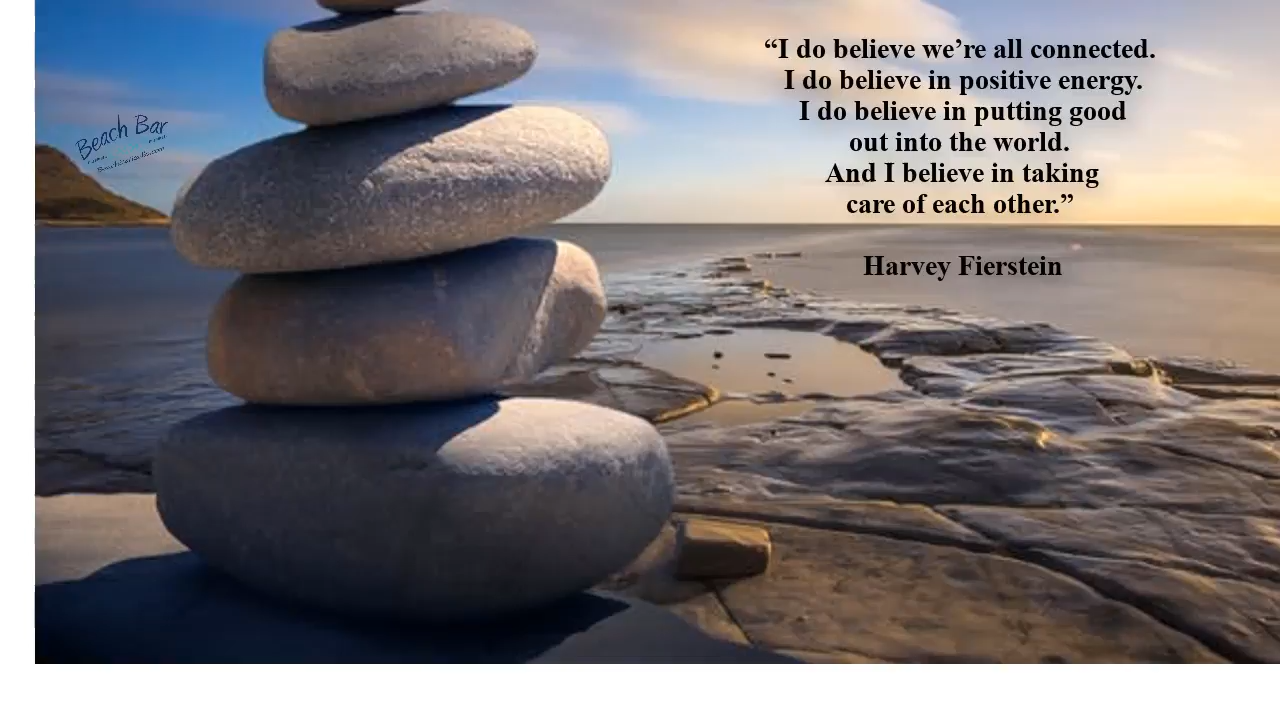 “I do believe we’re all connected.
I do believe in positive energy.
I do believe in putting good
out into the world.
And I believe in taking
care of each other.”
Harvey Fierstein
Beach Bar